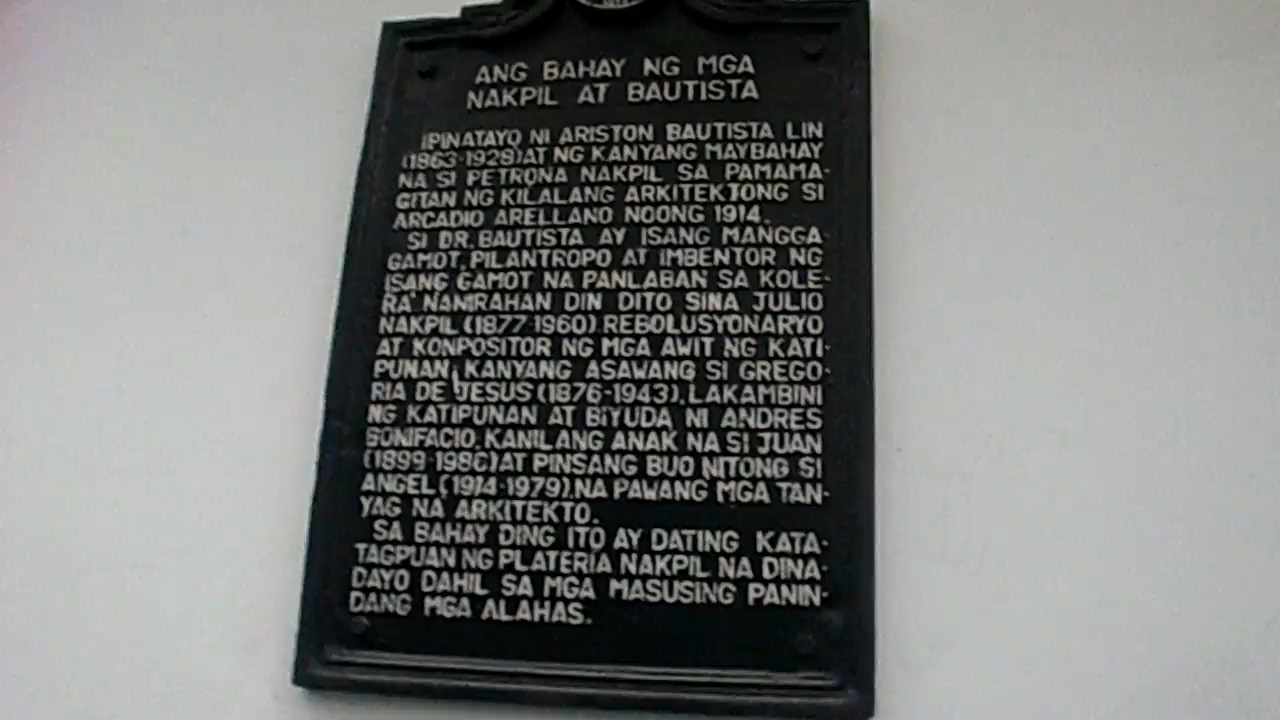 ANG BAHAY NG MGA
NAKPIL AT BAUTISTA
IPINATAYO NI ARISTON BAUTISTA LIN
(1863-1928) AT NG KANYANG MAYBAHAY
NA SI PETRONA NAKPIL SA PAMAMA-
GITAN NG KILALANG ARKITEKTONG SI
ARCADIO ARELLANO NOONG 1914.
SI DR. BAUTISTA AY ISANG MANGGA-
GAMOT, PILANTROPO AT IMBENTOR NG
ISANG GAMOT NA PANLABAN SA KOLE-
RA. NANIRAHAN DIN DITO SINA JULIO
NAKPIL (1877-1960), REBOLUSYONARYO
AT KONPOSITOR NG MGA AWIT NG KATI-
PUNAN, KANYANG ASAWANG SI GREGO-
RIA DE JESUS (1876-1943), LAKAMBINI
NG KATIPUNAN AT BIYUDA NI ANDRES
BONIFACIO, KANILANG ANAK NA SI JUAN
(1899-1986) AT PINSANG BUO NITONG SI
ANGEL (1914-1979), NA PAWANG MGA TAN-
YAG NA ARKITEKTO.
SA BAHAY DING ITO AY DATING KATA-
TAGPUAN NG PLATERIA NAKPIL NA DINA-
DAYO DAHIL SA MGA MASUSING PANIN-
DANG MGA ALAHAS.